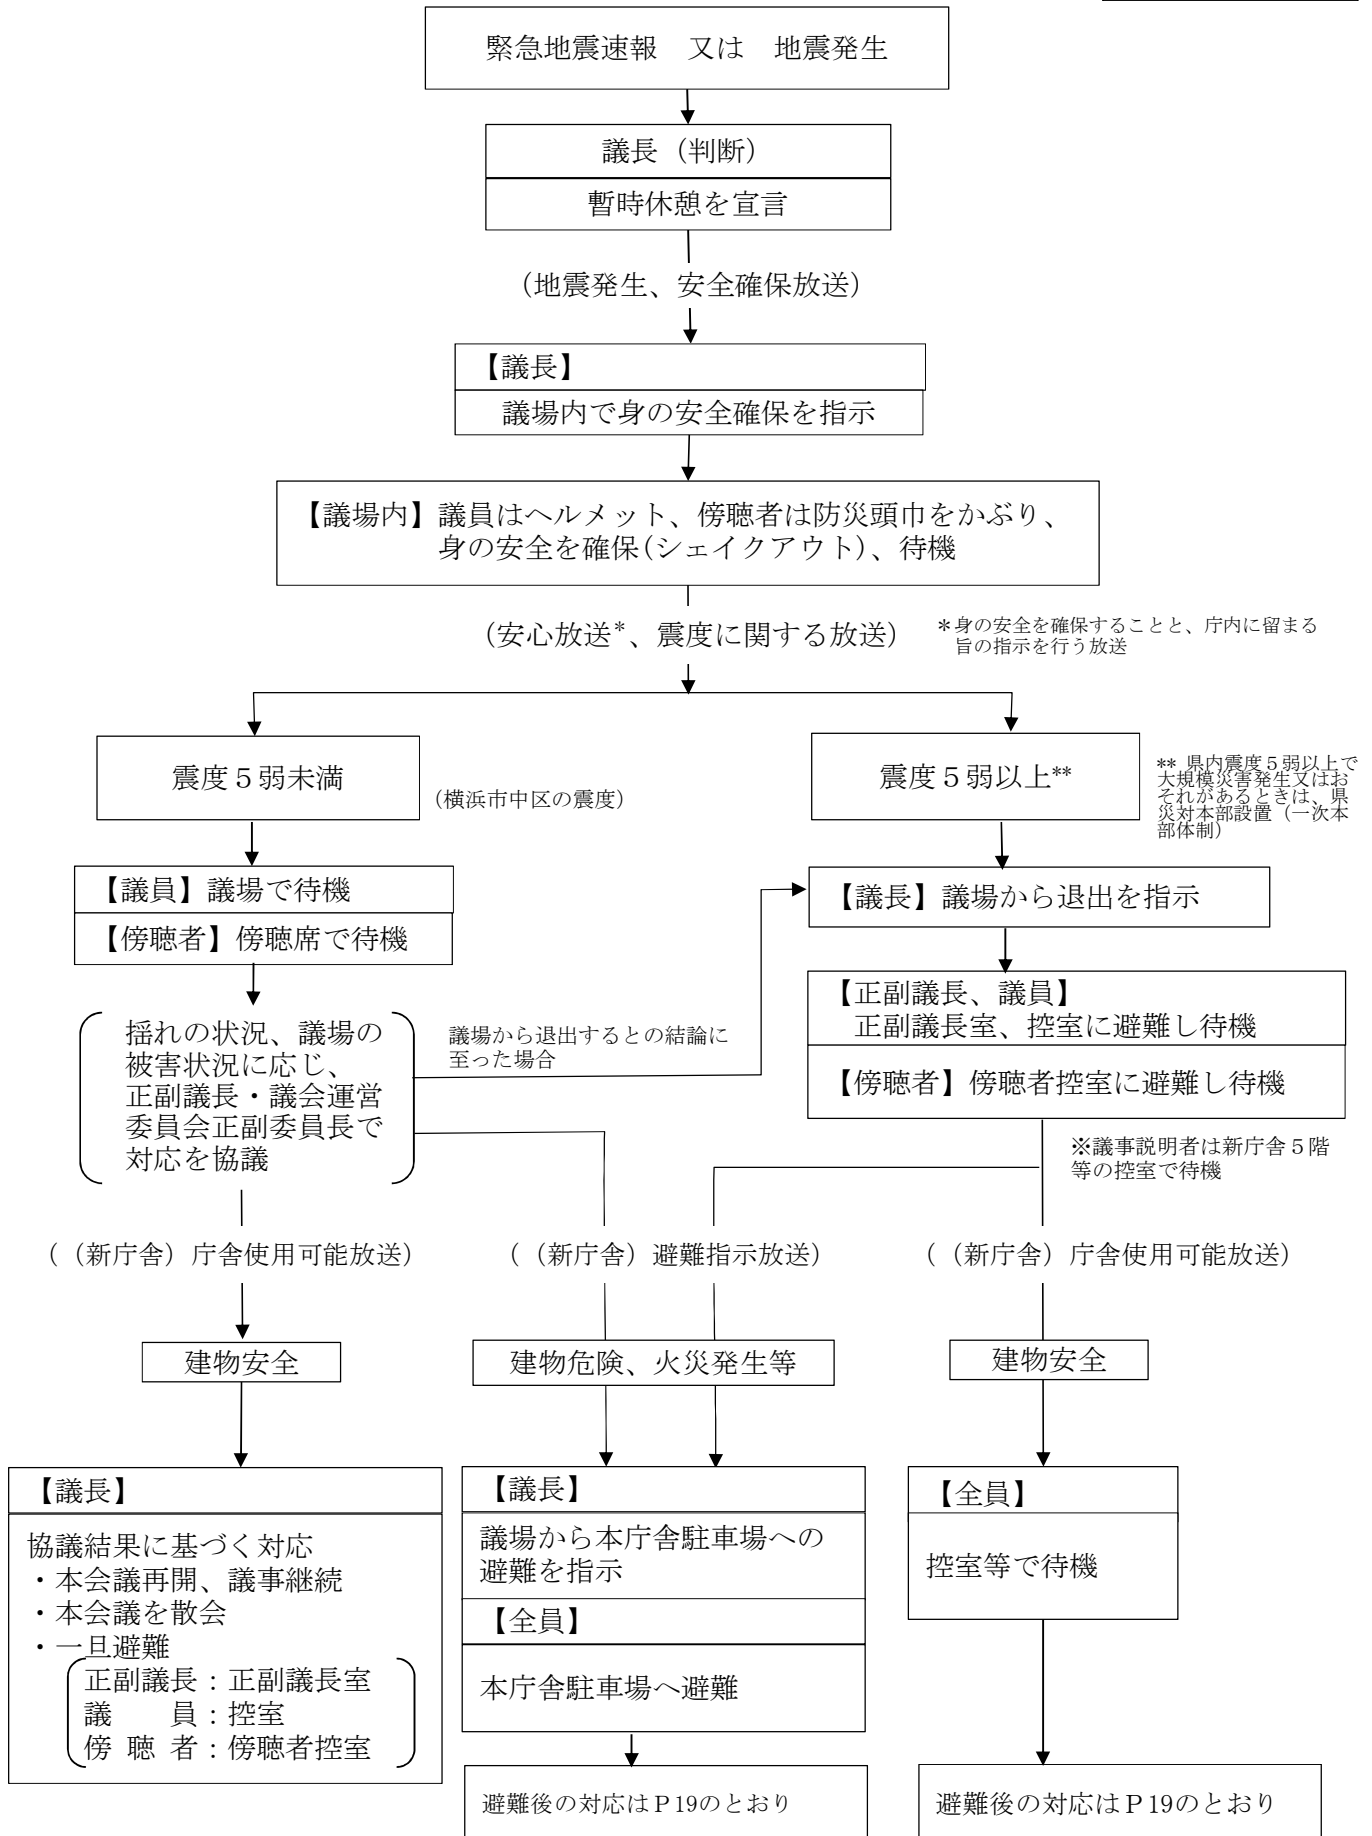 緊急地震速報　又は　地震発生
議長（判断）
暫時休憩を宣言
（地震発生、安全確保放送）
【議長】
議場内で身の安全確保を指示
【議場内】議員はヘルメット、傍聴者は防災頭巾をかぶり、
身の安全を確保(シェイクアウト)、待機
（安心放送*、震度に関する放送）
＊身の安全を確保することと、庁内に留まる
旨の指示を行う放送
震度５弱未満
（横浜市中区の震度）
震度５弱以上**
** 県内震度５弱以上で
大規模災害発生又はお
それがあるときは、県
災対本部設置（一次本
部体制）
【議員】議場で待機
【傍聴者】傍聴席で待機
【議長】議場から退出を指示
【正副議長、議員】
正副議長室、控室に避難し待機
【傍聴者】傍聴者控室に避難し待機
揺れの状況、議場の
被害状況に応じ、
正副議長・議会運営
委員会正副委員長で
対応を協議
議場から退出するとの結論に
至った場合
※議事説明者は新庁舎５階
等の控室で待機
（（新庁舎）庁舎使用可能放送）
（（新庁舎）避難指示放送）
（（新庁舎）庁舎使用可能放送）
建物安全
建物危険、火災発生等
建物安全
【議長】
協議結果に基づく対応
・本会議再開、議事継続
・本会議を散会
・一旦避難
正副議長：正副議長室
議　　員：控室
傍 聴 者：傍聴者控室
【議長】
議場から本庁舎駐車場への
避難を指示
【全員】
本庁舎駐車場へ避難
【全員】
控室等で待機
避難後の対応はＰ19のとおり
避難後の対応はＰ19のとおり